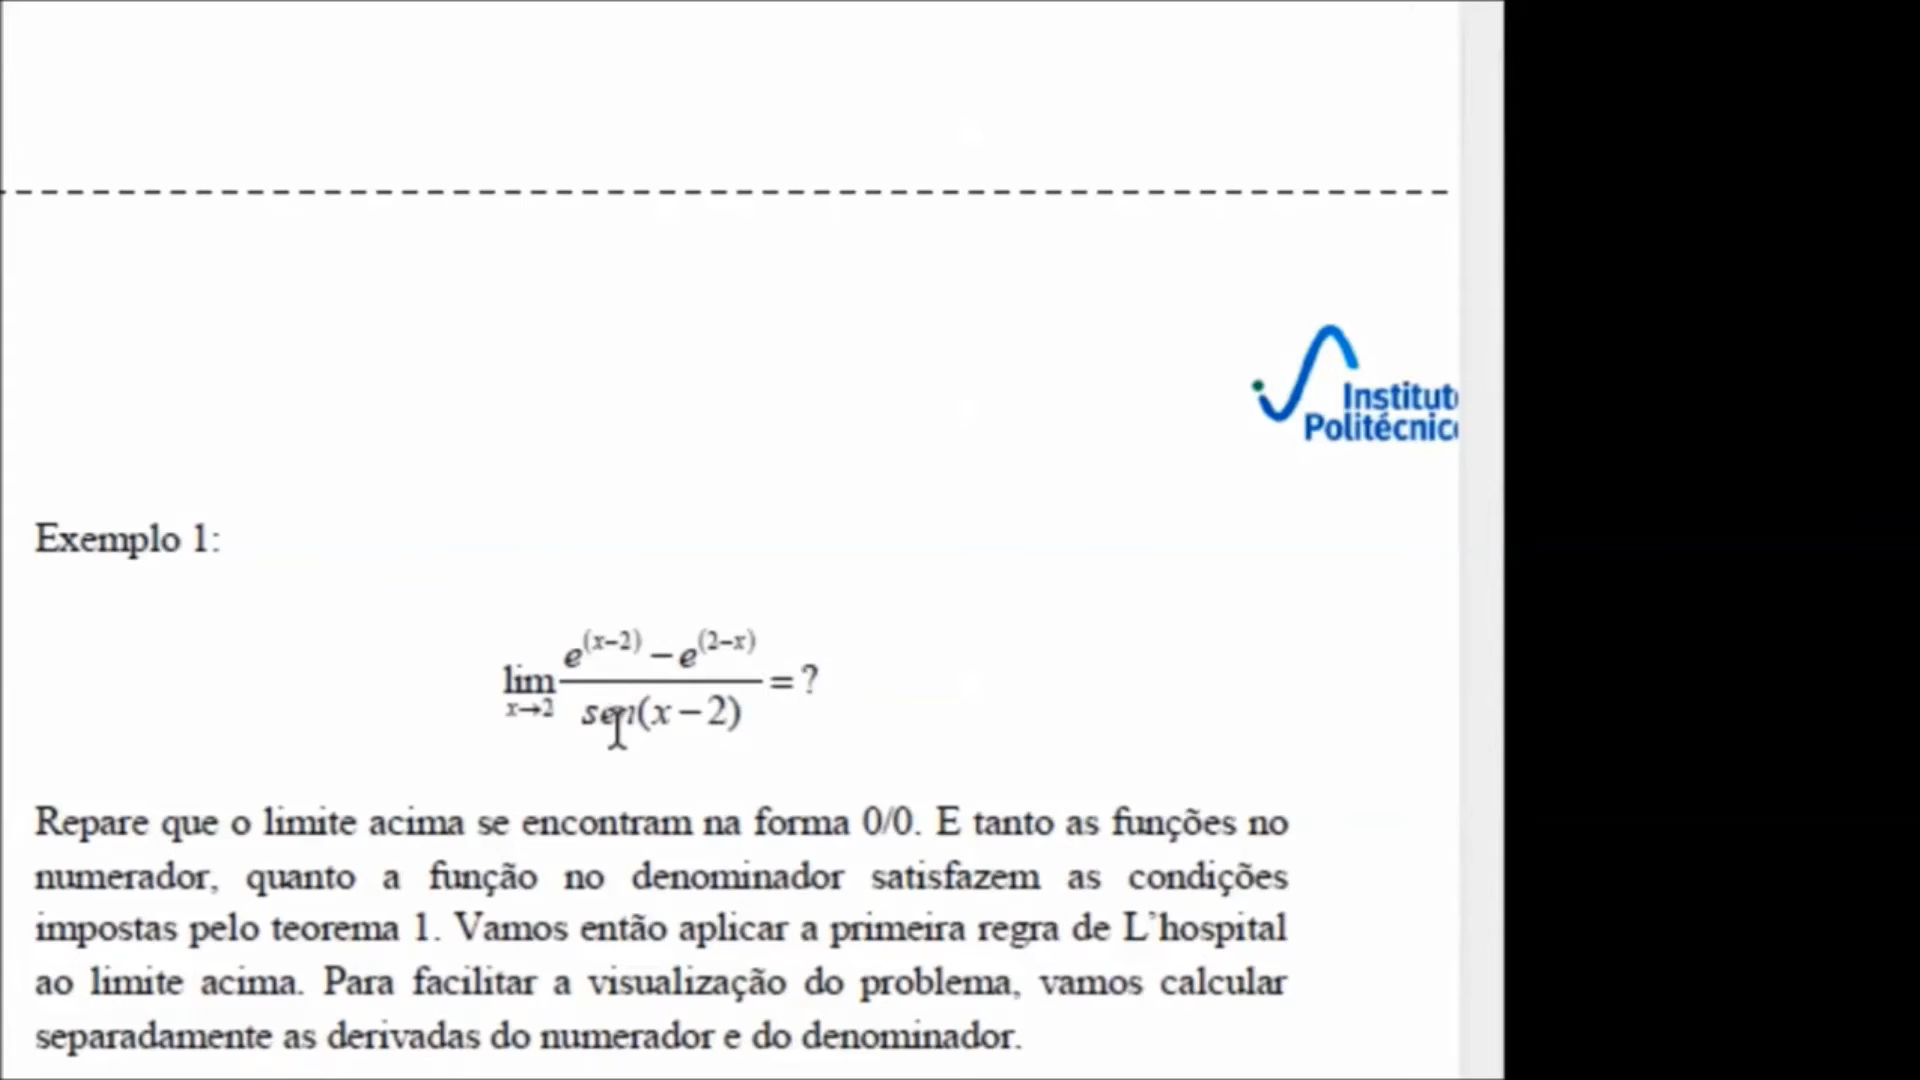 Institut
Politécnic
Exemplo 1:
lim x→2 e^(x−2) − e^(2−x) / sen(x−2) = ?
Repare que o limite acima se encontram na forma 0/0. E tanto as funções no
numerador, quanto a função no denominador satisfazem as condições
impostas pelo teorema 1. Vamos então aplicar a primeira regra de L'hospital
ao limite acima. Para facilitar a visualização do problema, vamos calcular
separadamente as derivadas do numerador e do denominador.